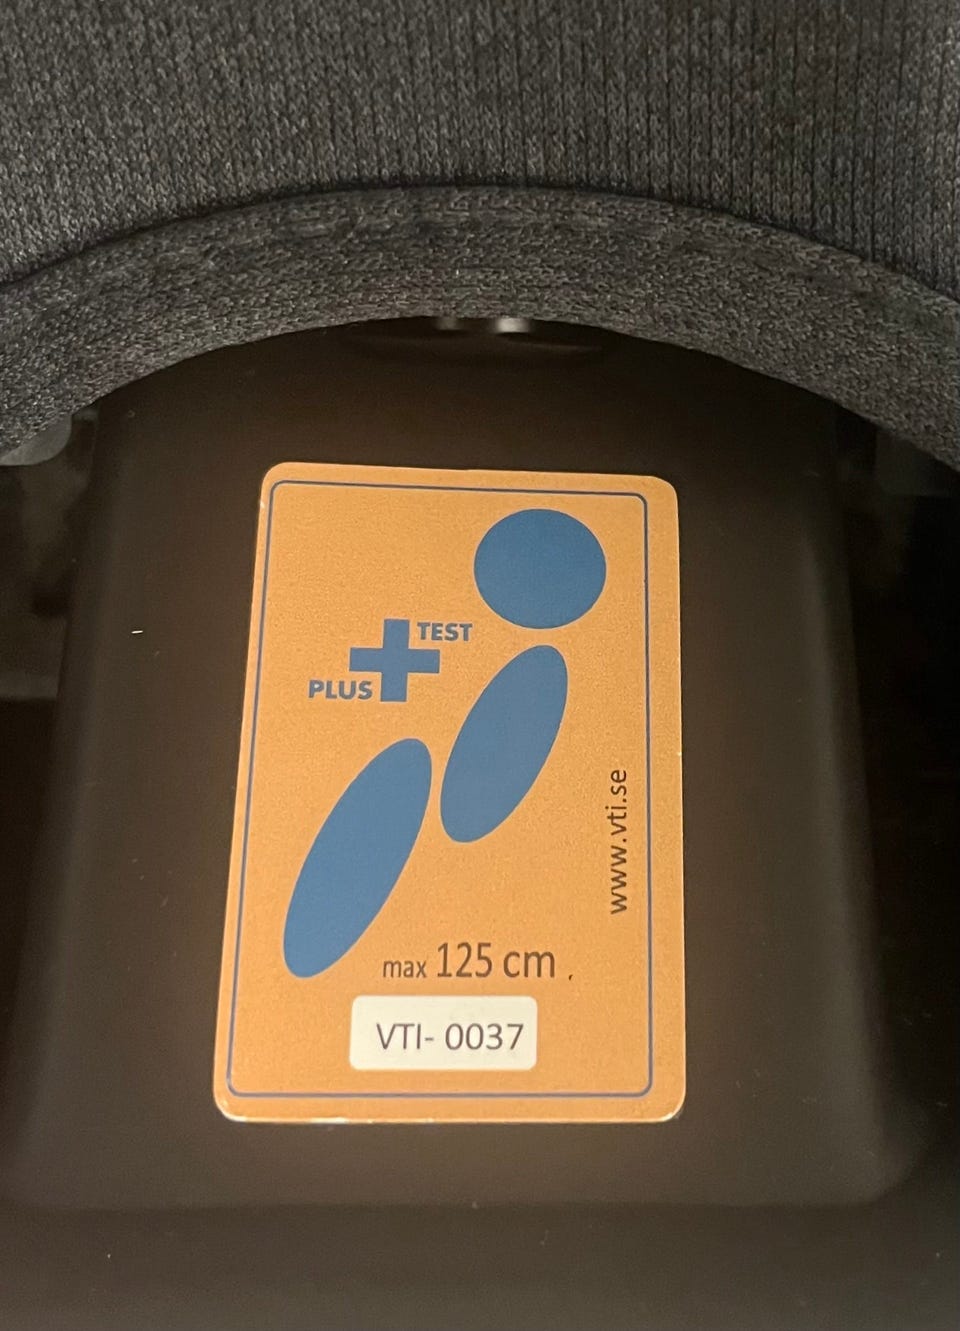 TEST
PLUS
www.vti.se
max 125 cm
VTI- 0037